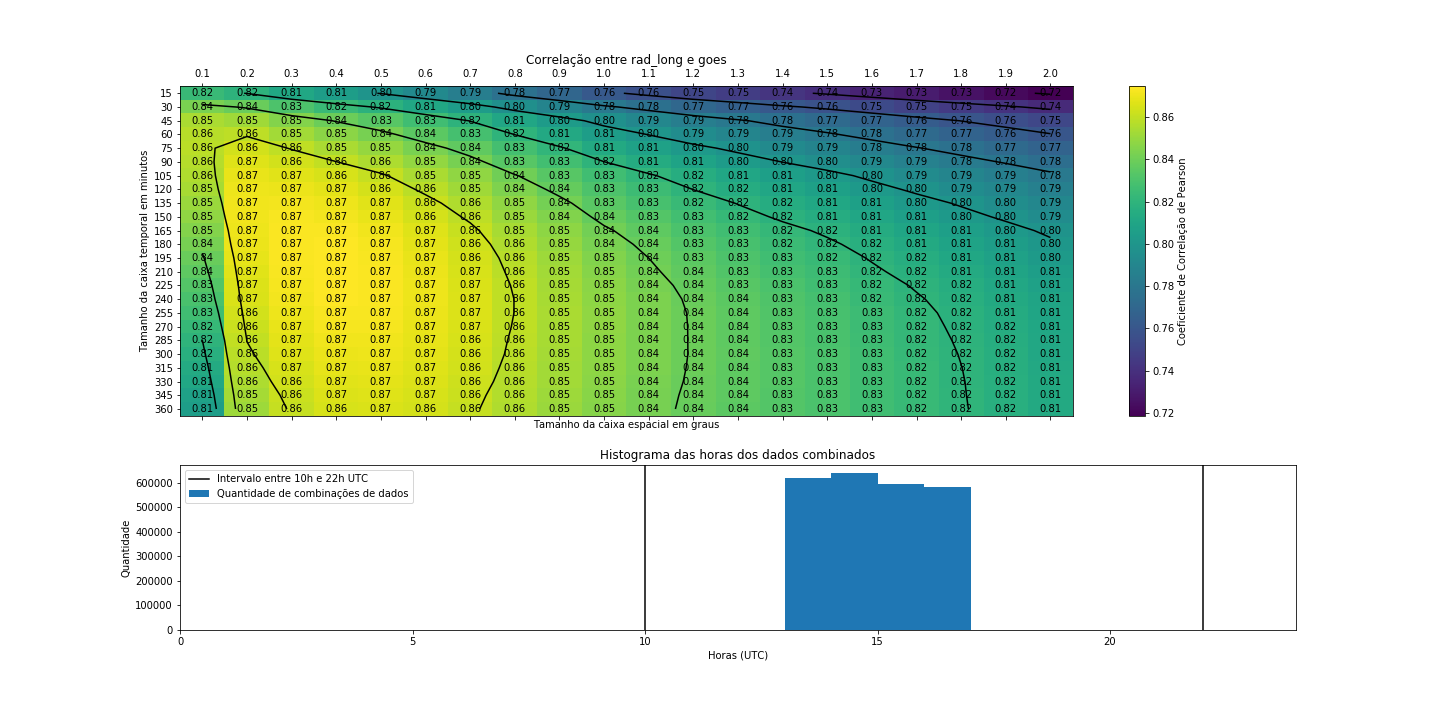 Correlação entre rad_long e goes
0.1 0.2 0.3 0.4 0.5 0.6 0.7 0.8 0.9 1.0 1.1 1.2 1.3 1.4 1.5 1.6 1.7 1.8 1.9 2.0
15 0.82 0.82 0.81 0.81 0.80 0.79 0.79 0.78 0.77 0.76 0.76 0.75 0.75 0.74 0.74 0.73 0.73 0.73 0.72 0.72
30 0.84 0.84 0.83 0.82 0.82 0.81 0.80 0.80 0.79 0.78 0.78 0.77 0.77 0.76 0.76 0.75 0.75 0.75 0.74 0.74
45 0.85 0.85 0.85 0.84 0.83 0.83 0.82 0.81 0.80 0.80 0.79 0.79 0.78 0.78 0.77 0.77 0.76 0.76 0.76 0.75
60 0.86 0.86 0.85 0.85 0.84 0.84 0.83 0.82 0.81 0.81 0.80 0.79 0.79 0.79 0.78 0.78 0.77 0.77 0.76 0.76
75 0.86 0.86 0.86 0.85 0.85 0.84 0.84 0.83 0.82 0.81 0.81 0.80 0.80 0.79 0.79 0.78 0.78 0.78 0.77 0.77
90 0.86 0.87 0.86 0.86 0.86 0.85 0.84 0.83 0.83 0.82 0.81 0.81 0.80 0.80 0.80 0.79 0.79 0.78 0.78 0.78
105 0.86 0.87 0.87 0.86 0.86 0.85 0.85 0.84 0.83 0.83 0.82 0.82 0.81 0.81 0.80 0.80 0.79 0.79 0.79 0.78
120 0.85 0.87 0.87 0.87 0.86 0.86 0.85 0.84 0.84 0.83 0.83 0.82 0.82 0.81 0.81 0.80 0.80 0.79 0.79 0.79
135 0.85 0.87 0.87 0.87 0.87 0.86 0.86 0.85 0.84 0.83 0.83 0.82 0.82 0.82 0.81 0.81 0.80 0.80 0.80 0.79
150 0.85 0.87 0.87 0.87 0.87 0.86 0.86 0.85 0.84 0.84 0.83 0.83 0.82 0.82 0.81 0.81 0.81 0.80 0.80 0.79
165 0.85 0.87 0.87 0.87 0.87 0.87 0.86 0.85 0.85 0.84 0.84 0.83 0.83 0.82 0.82 0.81 0.81 0.81 0.80 0.80
180 0.84 0.87 0.87 0.87 0.87 0.87 0.86 0.85 0.85 0.84 0.84 0.83 0.83 0.82 0.82 0.82 0.81 0.81 0.81 0.80
195 0.84 0.87 0.87 0.87 0.87 0.87 0.86 0.86 0.85 0.84 0.84 0.83 0.83 0.83 0.82 0.82 0.81 0.81 0.81 0.80
210 0.84 0.87 0.87 0.87 0.87 0.87 0.86 0.86 0.85 0.85 0.84 0.84 0.83 0.83 0.82 0.82 0.82 0.81 0.81 0.81
225 0.83 0.87 0.87 0.87 0.87 0.87 0.86 0.86 0.85 0.85 0.84 0.84 0.83 0.83 0.83 0.82 0.82 0.82 0.81 0.81
240 0.83 0.87 0.87 0.87 0.87 0.87 0.87 0.86 0.85 0.85 0.84 0.84 0.84 0.83 0.83 0.82 0.82 0.82 0.81 0.81
255 0.83 0.86 0.87 0.87 0.87 0.87 0.86 0.86 0.85 0.85 0.84 0.84 0.84 0.83 0.83 0.82 0.82 0.82 0.81 0.81
270 0.82 0.86 0.87 0.87 0.87 0.87 0.86 0.86 0.85 0.85 0.84 0.84 0.84 0.83 0.83 0.83 0.82 0.82 0.82 0.81
285 0.82 0.86 0.87 0.87 0.87 0.87 0.86 0.86 0.85 0.85 0.84 0.84 0.84 0.83 0.83 0.83 0.82 0.82 0.82 0.81
300 0.82 0.86 0.87 0.87 0.87 0.87 0.86 0.86 0.85 0.85 0.84 0.84 0.84 0.83 0.83 0.83 0.82 0.82 0.82 0.81
315 0.81 0.86 0.87 0.87 0.87 0.87 0.86 0.86 0.85 0.85 0.84 0.84 0.84 0.83 0.83 0.83 0.82 0.82 0.82 0.81
330 0.81 0.86 0.86 0.87 0.87 0.86 0.86 0.86 0.85 0.85 0.84 0.84 0.84 0.83 0.83 0.83 0.82 0.82 0.82 0.81
345 0.81 0.85 0.86 0.87 0.87 0.86 0.86 0.86 0.85 0.85 0.84 0.84 0.84 0.83 0.83 0.83 0.82 0.82 0.82 0.81
360 0.81 0.85 0.86 0.86 0.87 0.86 0.86 0.86 0.85 0.85 0.84 0.84 0.84 0.83 0.83 0.83 0.82 0.82 0.82 0.81
Tamanho da caixa temporal em minutos
Tamanho da caixa espacial em graus
0.86
0.84
0.82
0.80
0.78
0.76
0.74
0.72
Coeficiente de Correlação de Pearson
Histograma das horas dos dados combinados
Intervalo entre 10h e 22h UTC
Quantidade de combinações de dados
600000
500000
400000
300000
200000
100000
0
Quantidade
0 5 10 15 20
Horas (UTC)